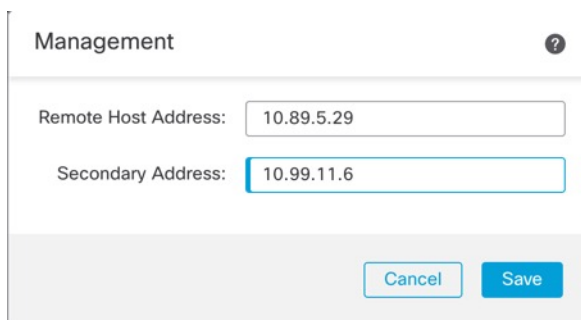 Management
?
Remote Host Address: 10.89.5.29
Secondary Address: 10.99.11.6
Cancel Save